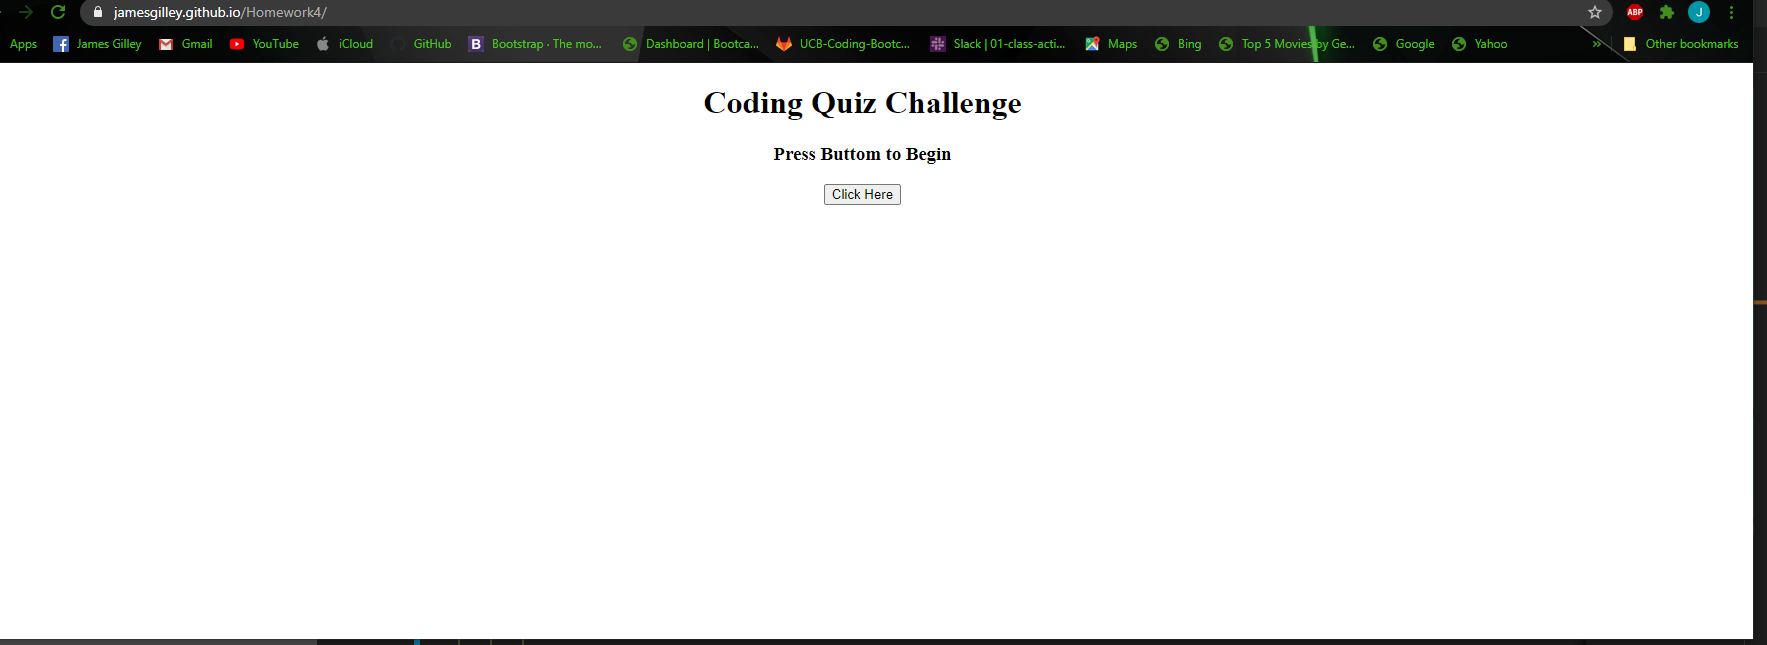 jamesgilley.github.io/Homework4/
ABP
J
Apps James Gilley Gmail YouTube iCloud GitHub B Bootstrap · The mo... Dashboard | Bootca... UCB-Coding-Bootc... Slack | 01-class-acti... Maps Bing Top 5 Movies by Ge... Google Yahoo » Other bookmarks
Coding Quiz Challenge
Press Buttom to Begin
Click Here